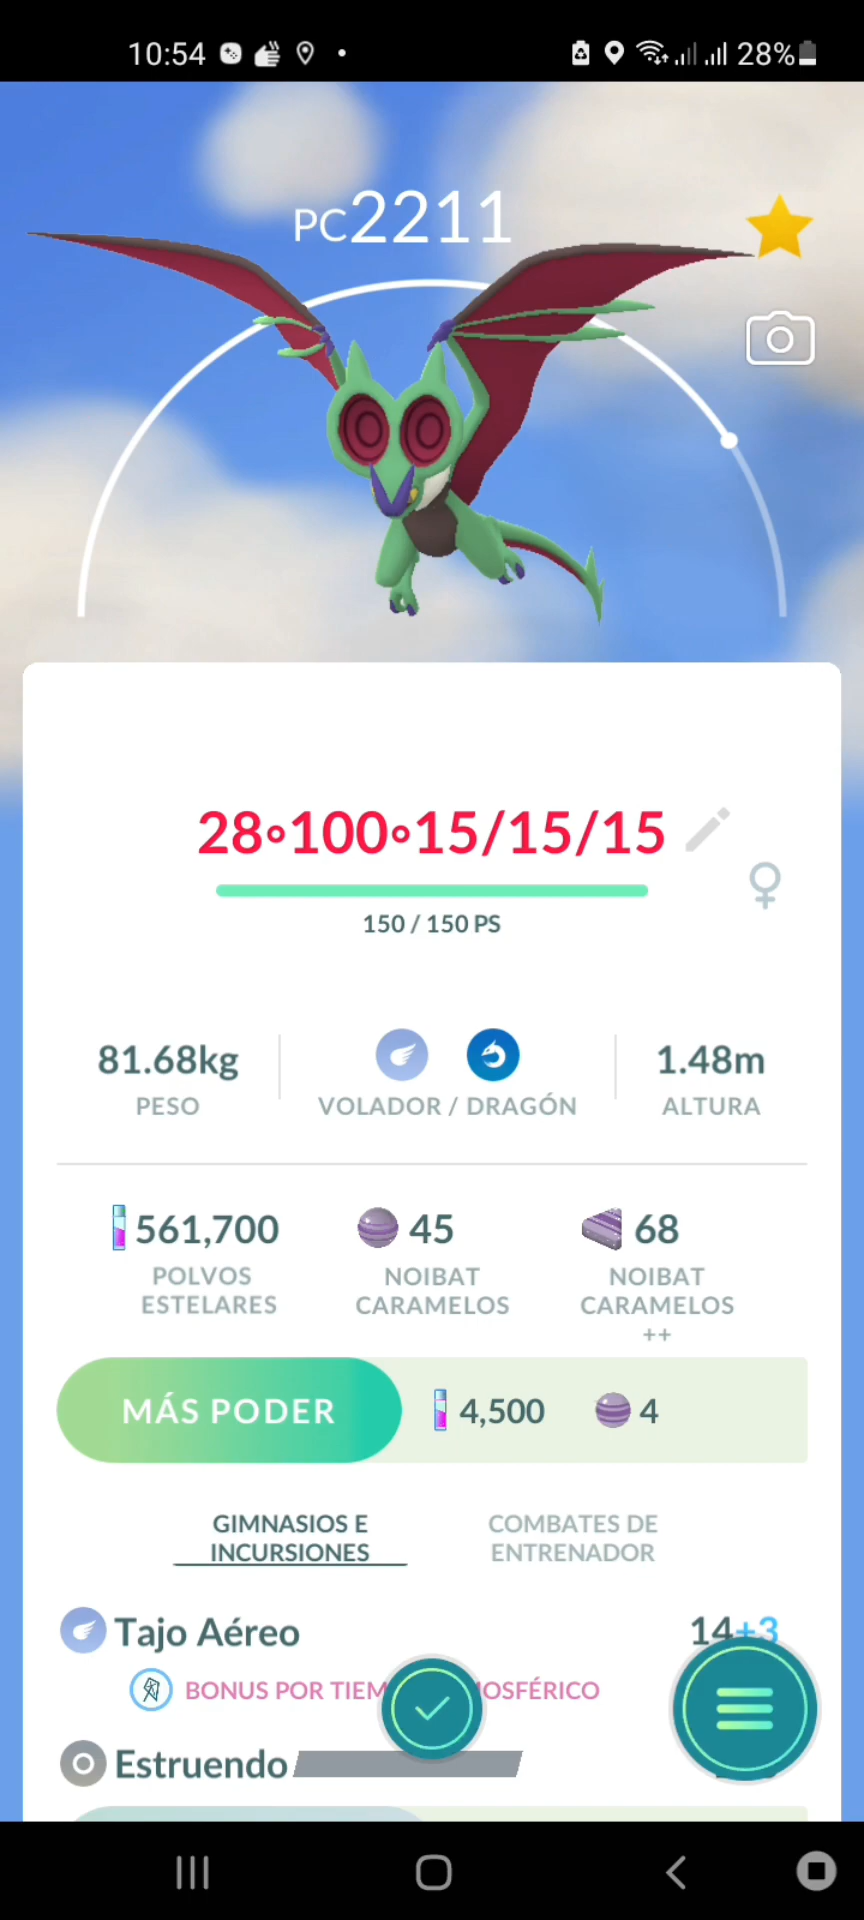 10:54
28%
PC2211
28∘100∘15/15/15
150 / 150 PS
81.68kg
PESO
VOLADOR / DRAGÓN
1.48m
ALTURA
561,700
POLVOS
ESTELARES
45
NOIBAT
CARAMELOS
68
NOIBAT
CARAMELOS
++
MÁS PODER
4,500
4
GIMNASIOS E
INCURSIONES
COMBATES DE
ENTRENADOR
Tajo Aéreo
14+3
BONUS POR
Estruendo